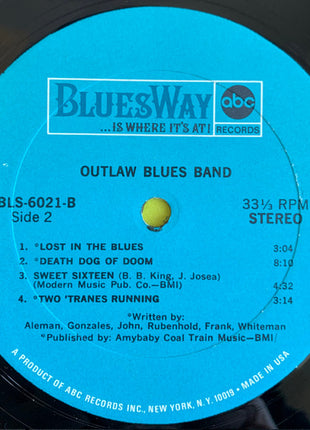 BLUESWAY
abc
RECORDS
...IS WHERE IT'S AT!
OUTLAW BLUES BAND
BLS-6021-B
Side 2
33⅓ RPM
STEREO
1. *LOST IN THE BLUES 3:04
2. *DEATH DOG OF DOOM 8:10
3. SWEET SIXTEEN (B. B. King, J. Josea)
(Modern Music Pub. Co.—BMI) 4:32
4. *TWO 'TRANES RUNNING 3:14
*Written by:
Aleman, Gonzales, John, Rubenhold, Frank, Whiteman
*Published by: Amybaby Coal Train Music—BMI
A PRODUCT OF ABC RECORDS INC., NEW YORK, N.Y. 10019 • MADE IN USA